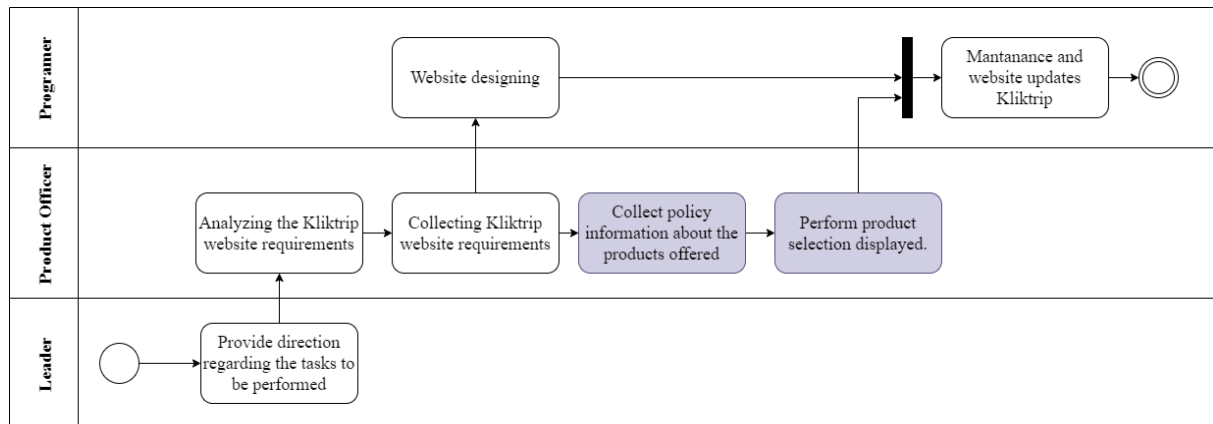 Programer
Website designing
Mantanance and
website updates
Kliktrip
Product Officer
Analyzing the Kliktrip
website requirements
Collecting Kliktrip
website requirements
Collect policy
information about the
products offered
Perform product
selection displayed.
Leader
Provide direction
regarding the tasks to
be performed